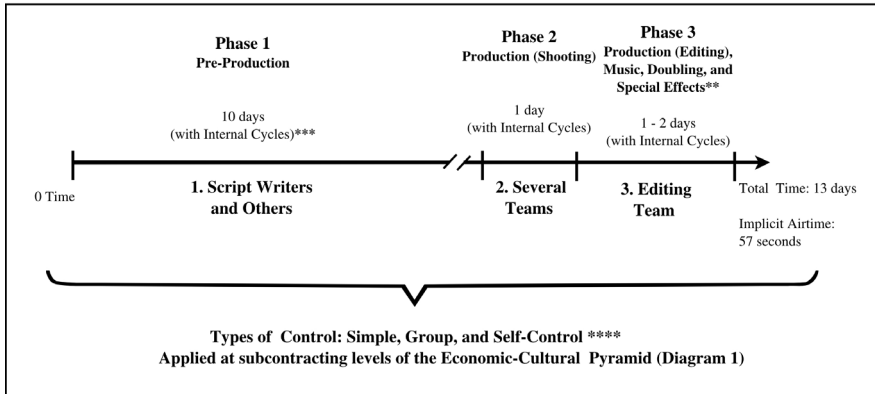 Phase 1
Pre-Production
Phase 2
Production (Shooting)
Phase 3
Production (Editing),
Music, Doubling, and
Special Effects**
10 days
(with Internal Cycles)***
1 day
(with Internal Cycles)
1 - 2 days
(with Internal Cycles)
0 Time
1. Script Writers
and Others
2. Several
Teams
3. Editing
Team
Total Time: 13 days
Implicit Airtime:
57 seconds
Types of Control: Simple, Group, and Self-Control ****
Applied at subcontracting levels of the Economic-Cultural Pyramid (Diagram 1)